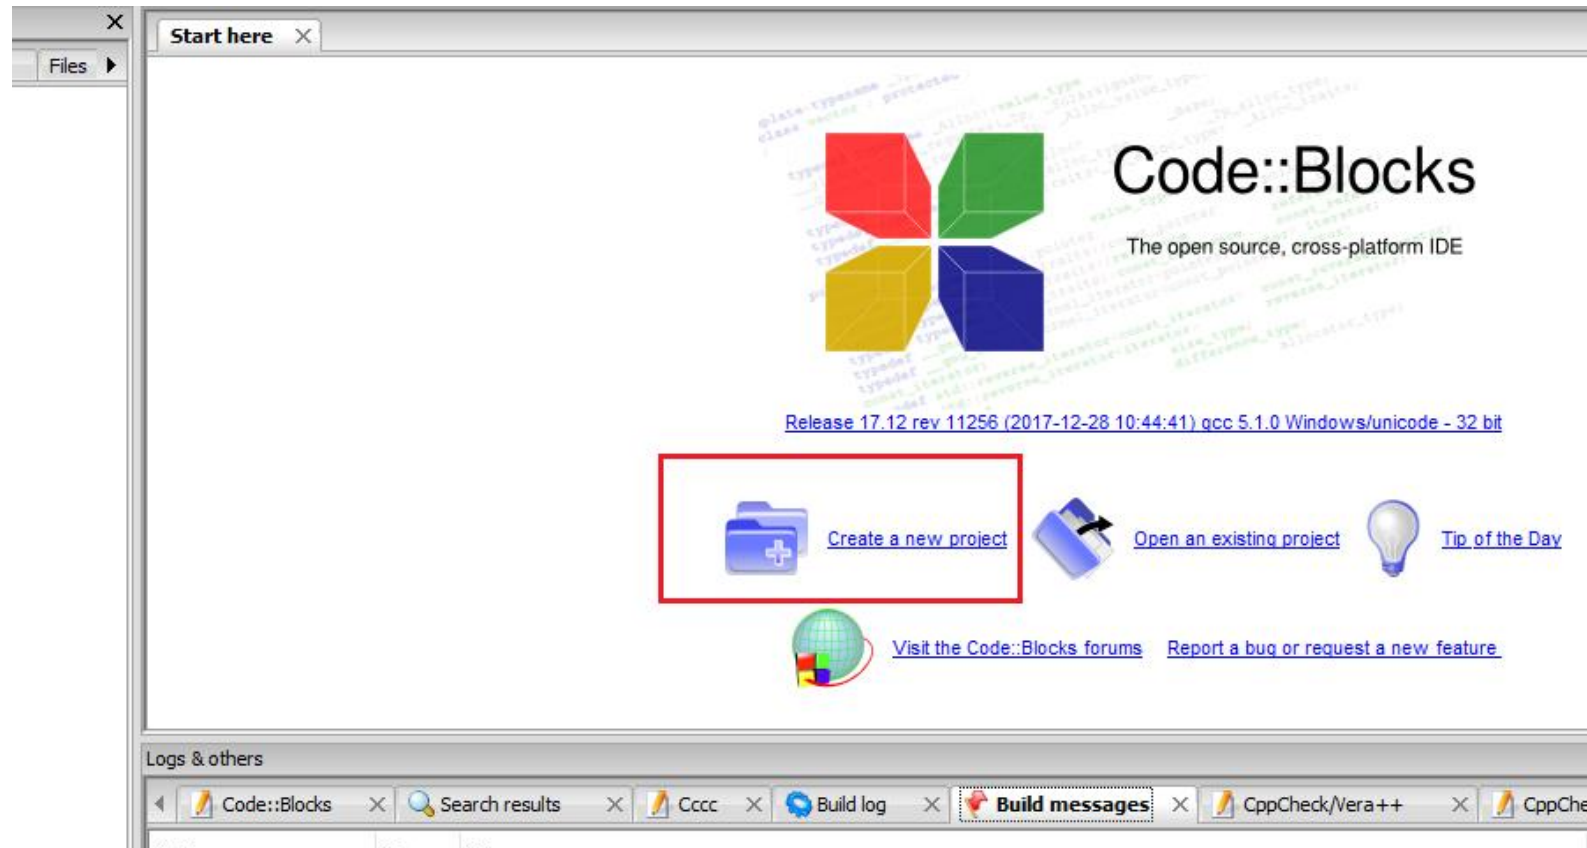 Start here
Files
Code::Blocks
The open source, cross-platform IDE
Release 17.12 rev 11256 (2017-12-28 10:44:41) gcc 5.1.0 Windows/unicode - 32 bit
Create a new project
Open an existing project
Tip of the Day
Visit the Code::Blocks forums
Report a bug or request a new feature
Logs & others
Code::Blocks
Search results
Cccc
Build log
Build messages
CppCheck/Vera++
CppChe